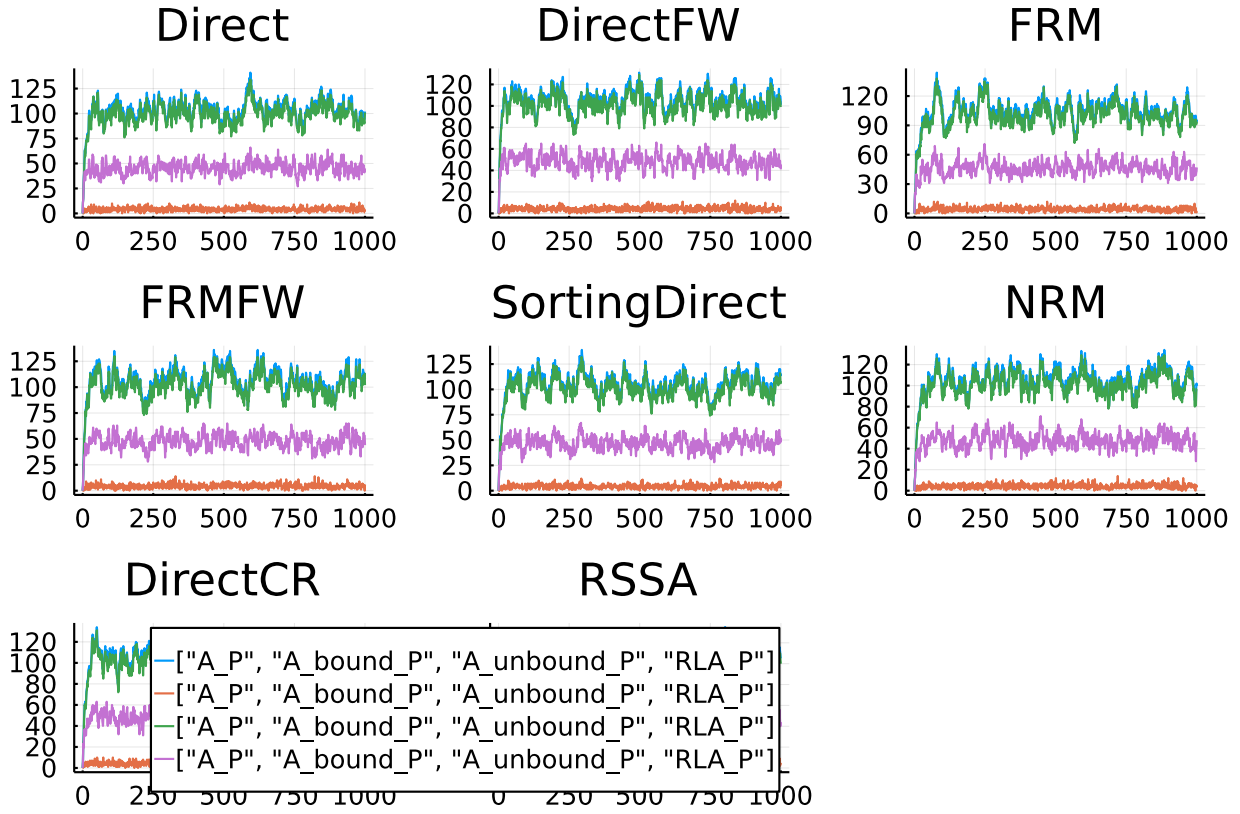 Direct DirectFW FRM
125 120 120
100 100 90
75 80 60
50 60 30
25 40 0
0 20
0
0 250 500 750 1000 0 250 500 750 1000 0 250 500 750 1000
FRMFW SortingDirect NRM
125 125 120
100 100 100
75 75 80
50 50 60
25 25 40
0 0 20
0
0 250 500 750 1000 0 250 500 750 1000 0 250 500 750 1000
DirectCR RSSA
120
100
80
60
40
20
0
["A_P", "A_bound_P", "A_unbound_P", "RLA_P"]
["A_P", "A_bound_P", "A_unbound_P", "RLA_P"]
["A_P", "A_bound_P", "A_unbound_P", "RLA_P"]
["A_P", "A_bound_P", "A_unbound_P", "RLA_P"]
0 250 500 750 1000 0 250 500 750 1000